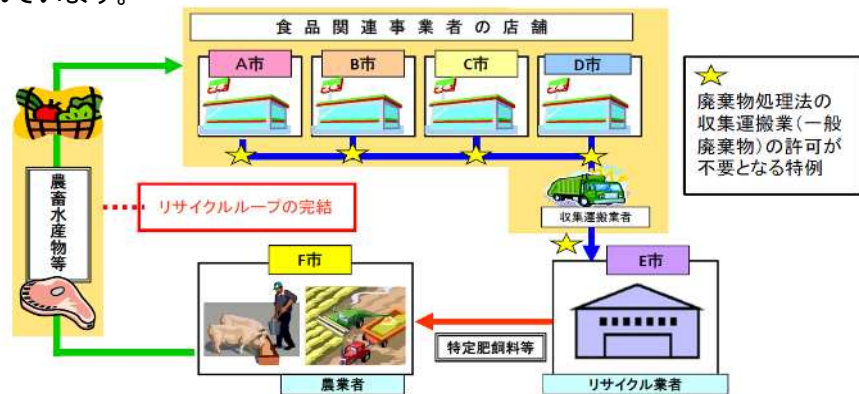 ています。
食品関連事業者の店舗
A市
B市
C市
D市
廃棄物処理法の
収集運搬業(一般
廃棄物)の許可が
不要となる特例
農畜水産物等
リサイクルループの完結
収集運搬業者
F市
E市
特定肥飼料等
農業者
リサイクル業者